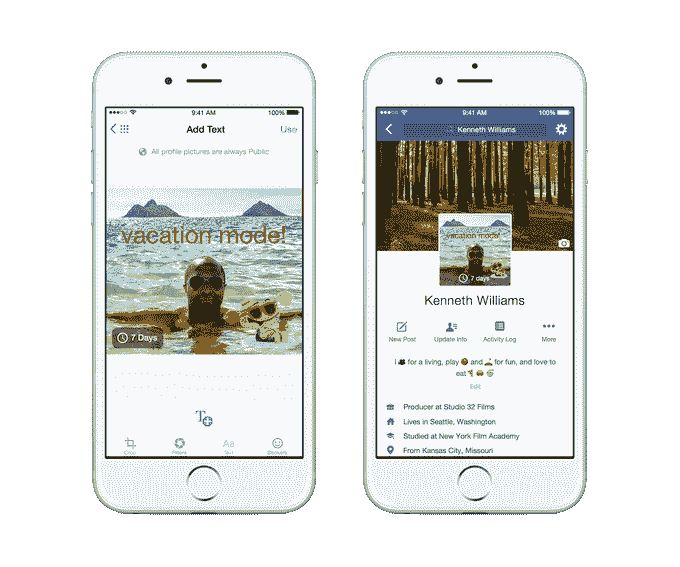 9:41 AM 100%
Add Text Use
All profile pictures are always Public
vacation mode!
7 Days
Crop Filters Text Stickers
9:41 AM 100%
Kenneth Williams
vacation mode!
7 days
Kenneth Williams
New Post Update Info Activity Log More
I for a living, play and for fun, and love to
eat
Edit
Producer at Studio 32 Films
Lives in Seattle, Washington
Studied at New York Film Academy
From Kansas City, Missouri